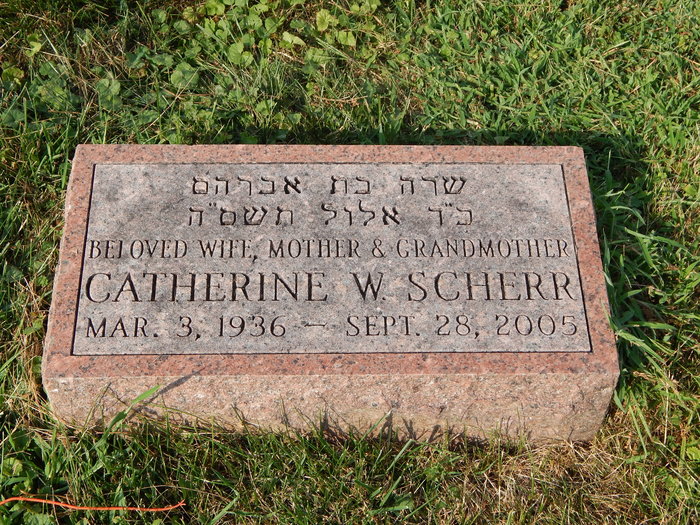 שרה בת אברהם
כ"ד אלול תשס"ה
BELOVED WIFE, MOTHER & GRANDMOTHER
CATHERINE W. SCHERR
MAR. 3, 1936 – SEPT. 28, 2005